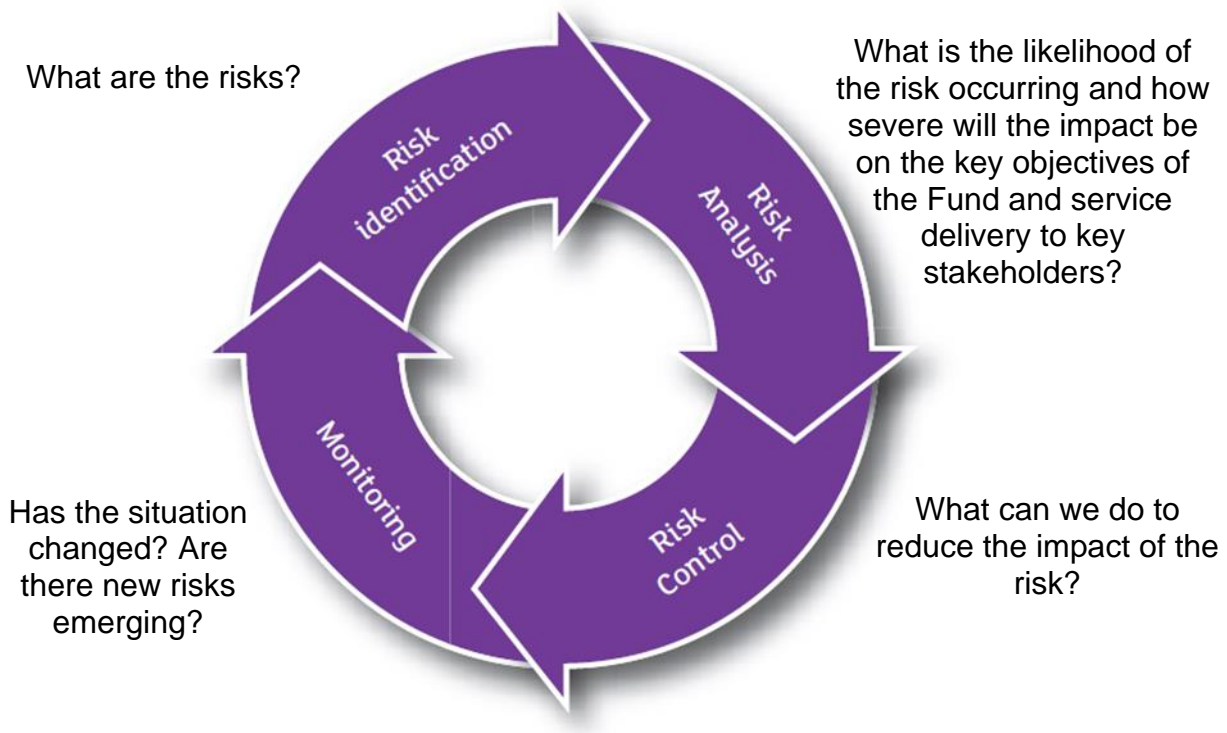 What are the risks?
Risk
identification
What is the likelihood of
the risk occurring and how
severe will the impact be
on the key objectives of
the Fund and service
delivery to key
stakeholders?
Risk
Analysis
What can we do to
reduce the impact of the
risk?
Risk
Control
Monitoring
Has the situation
changed? Are
there new risks
emerging?